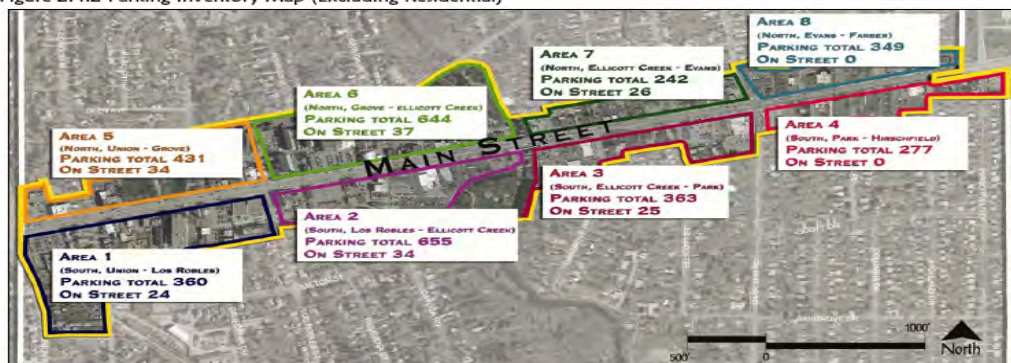 Figure 2.4.2 Parking Inventory Map (Excluding Residential)
Area 8
(North, Evans - Farber)
Parking total 349
On Street 0
Area 7
(North, Ellicott Creek - Evans)
Parking total 242
On Street 26
Area 6
(North, Grove - ellicott Creek)
Parking total 644
On Street 37
Area 5
(North, Union - Grove)
Parking total 431
On Street 34
Main Street
Area 4
(South, Park - Hirschfield)
Parking total 277
On Street 0
Area 3
(South, Ellicott Creek - Park)
Parking total 363
On Street 25
Area 2
(South, Los Robles - Ellicott Creek)
Parking total 655
On Street 34
Area 1
(South, Union - Los Robles)
Parking total 360
On Street 24
500'
0
1000'
North